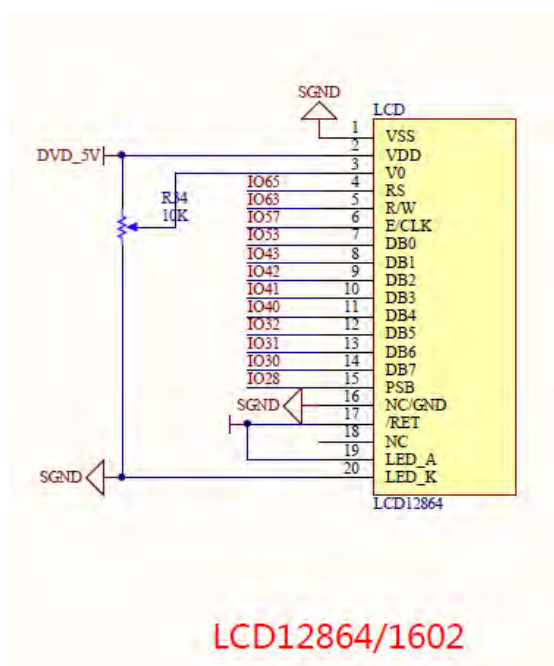 SGND
LCD
1 VSS
DVD_5V
2 VDD
3 V0
IO65 4 RS
R34
10K
IO63 5 R/W
IO57 6 E/CLK
IO53 7 DB0
IO43 8 DB1
IO42 9 DB2
IO41 10 DB3
IO40 11 DB4
IO32 12 DB5
IO31 13 DB6
IO30 14 DB7
IO28 15 PSB
SGND 16 NC/GND
17 /RET
18 NC
19 LED_A
SGND 20 LED_K
LCD12864
LCD12864/1602